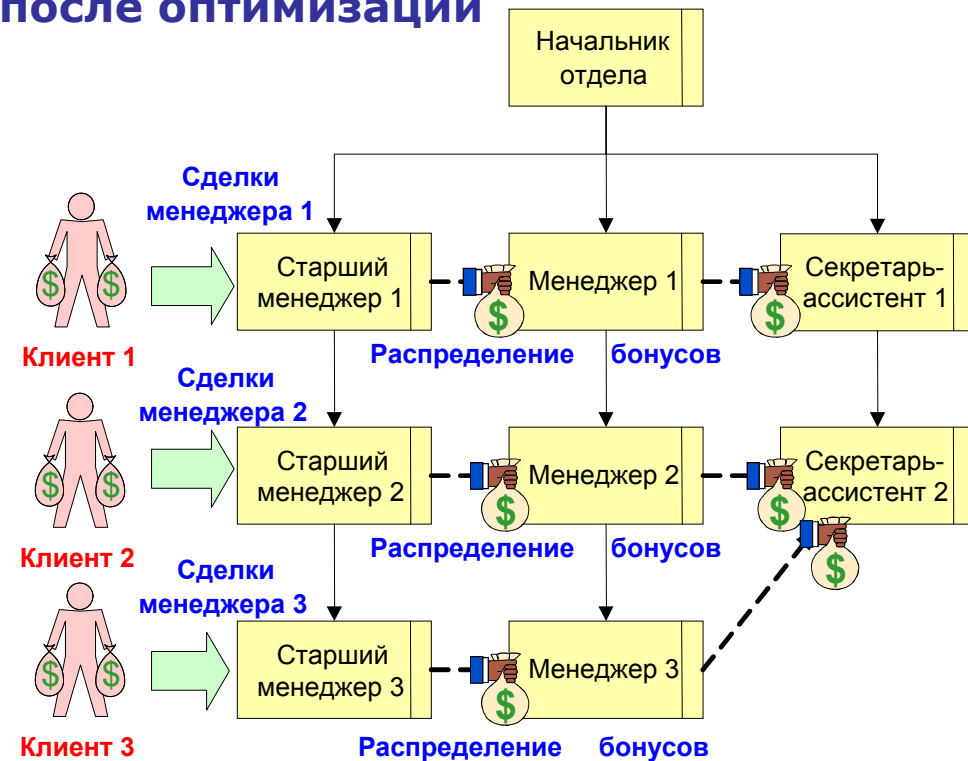 после оптимизации
Начальник
отдела
Сделки
менеджера 1
Старший
менеджер 1
$
$
Менеджер 1
$
Секретарь-
ассистент 1
$
Клиент 1
Распределение бонусов
Сделки
менеджера 2
Старший
менеджер 2
$
$
Менеджер 2
$
Секретарь-
ассистент 2
$
$
Клиент 2
Распределение бонусов
Сделки
менеджера 3
Старший
менеджер 3
$
$
Менеджер 3
$
Клиент 3
Распределение бонусов